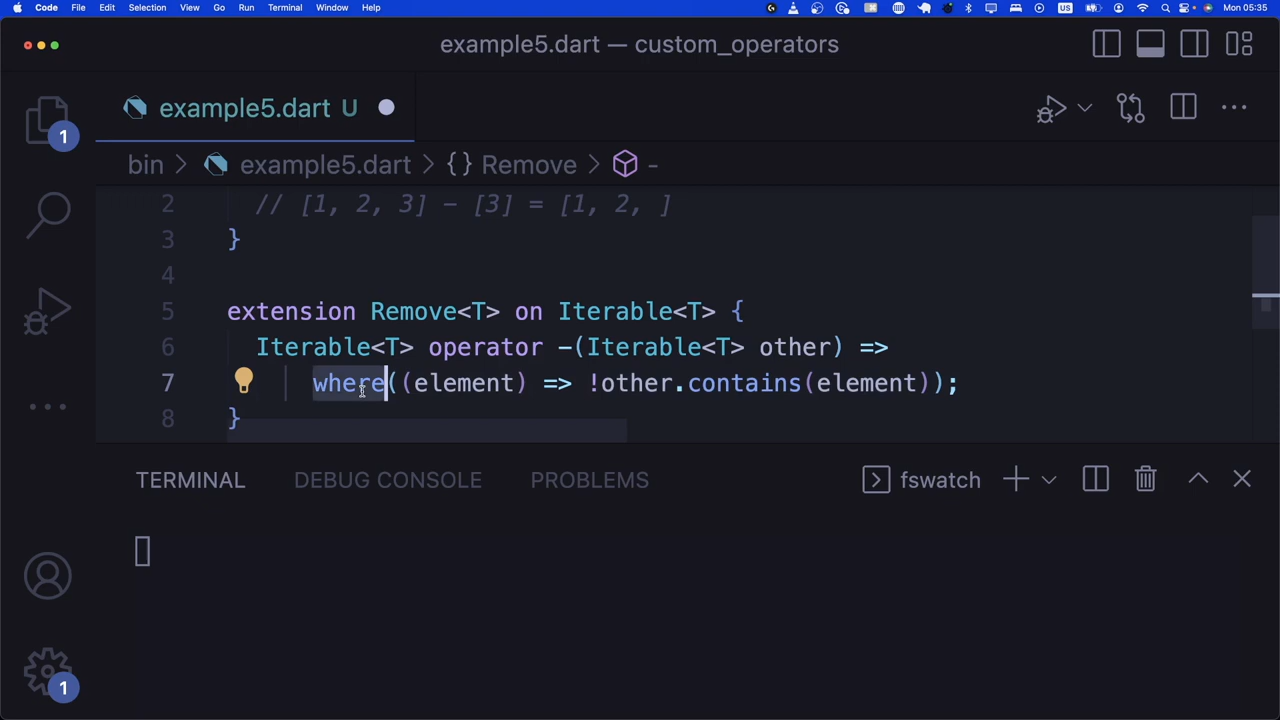 Code File Edit Selection View Go Run Terminal Window Help US Mon 05:35
example5.dart — custom_operators
example5.dart U
bin > example5.dart > {} Remove > -
2 // [1, 2, 3] - [3] = [1, 2, ]
3 }
4
5 extension Remove<T> on Iterable<T> {
6 Iterable<T> operator -(Iterable<T> other) =>
7 where((element) => !other.contains(element));
8 }
TERMINAL DEBUG CONSOLE PROBLEMS fswatch
1
1